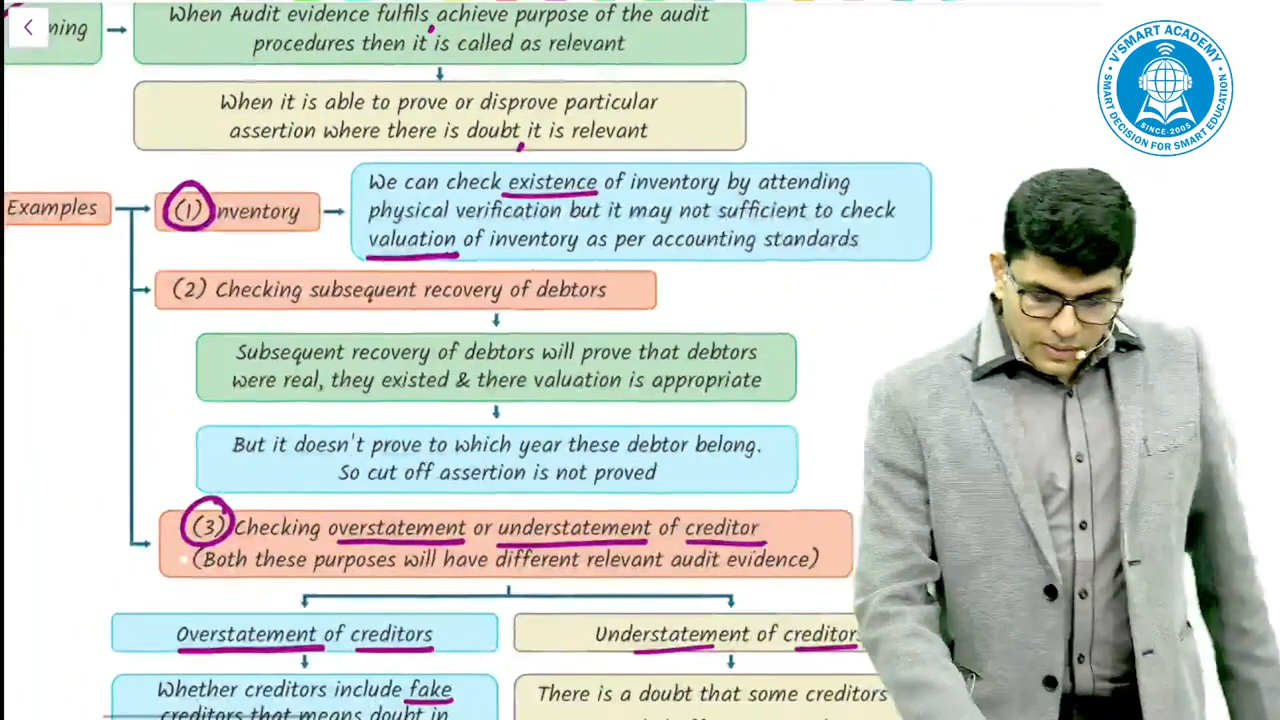 ning
When Audit evidence fulfils achieve purpose of the audit
procedures then it is called as relevant
When it is able to prove or disprove particular
assertion where there is doubt it is relevant
Examples
(1) Inventory
We can check existence of inventory by attending
physical verification but it may not sufficient to check
valuation of inventory as per accounting standards
(2) Checking subsequent recovery of debtors
Subsequent recovery of debtors will prove that debtors
were real, they existed & there valuation is appropriate
But it doesn't prove to which year these debtor belong.
So cut off assertion is not proved
(3) Checking overstatement or understatement of creditor
(Both these purposes will have different relevant audit evidence)
Overstatement of creditors
Understatement of creditor
Whether creditors include fake
creditors that means doubt in
There is a doubt that some creditors
V'SMART ACADEMY
SINCE-2005
SMART DECISION FOR SMART EDUCATION